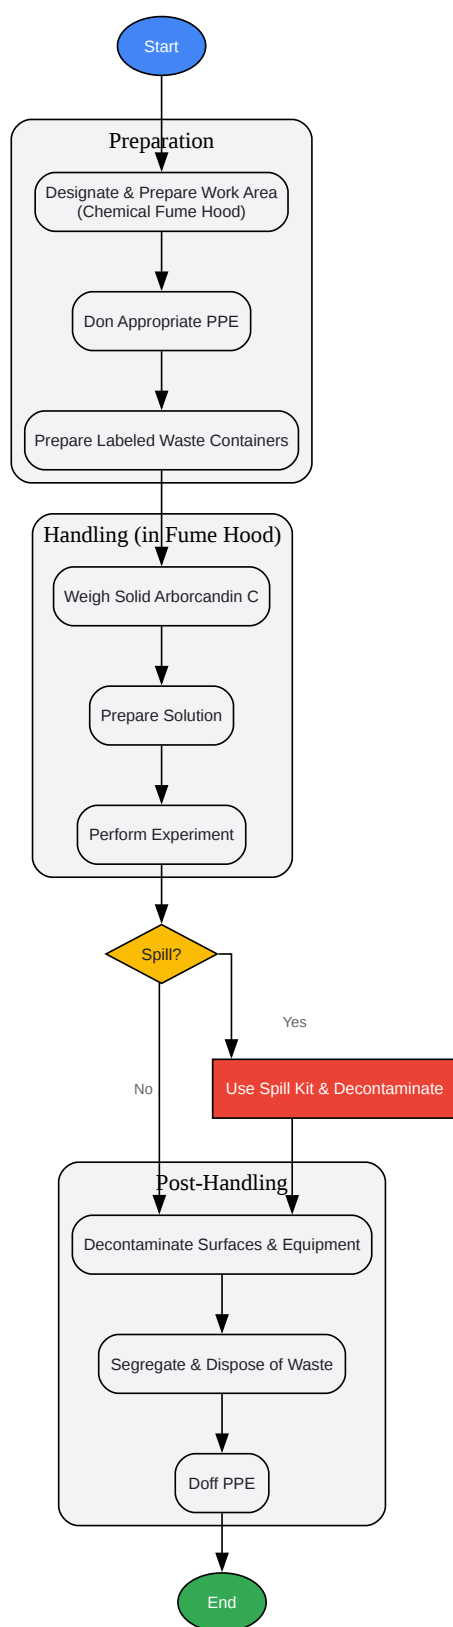 Start
Preparation
Designate & Prepare Work Area
(Chemical Fume Hood)
Don Appropriate PPE
Prepare Labeled Waste Containers
Handling (in Fume Hood)
Weigh Solid Arborcandin C
Prepare Solution
Perform Experiment
Spill?
Yes
No
Use Spill Kit & Decontaminate
Post-Handling
Decontaminate Surfaces & Equipment
Segregate & Dispose of Waste
Doff PPE
End